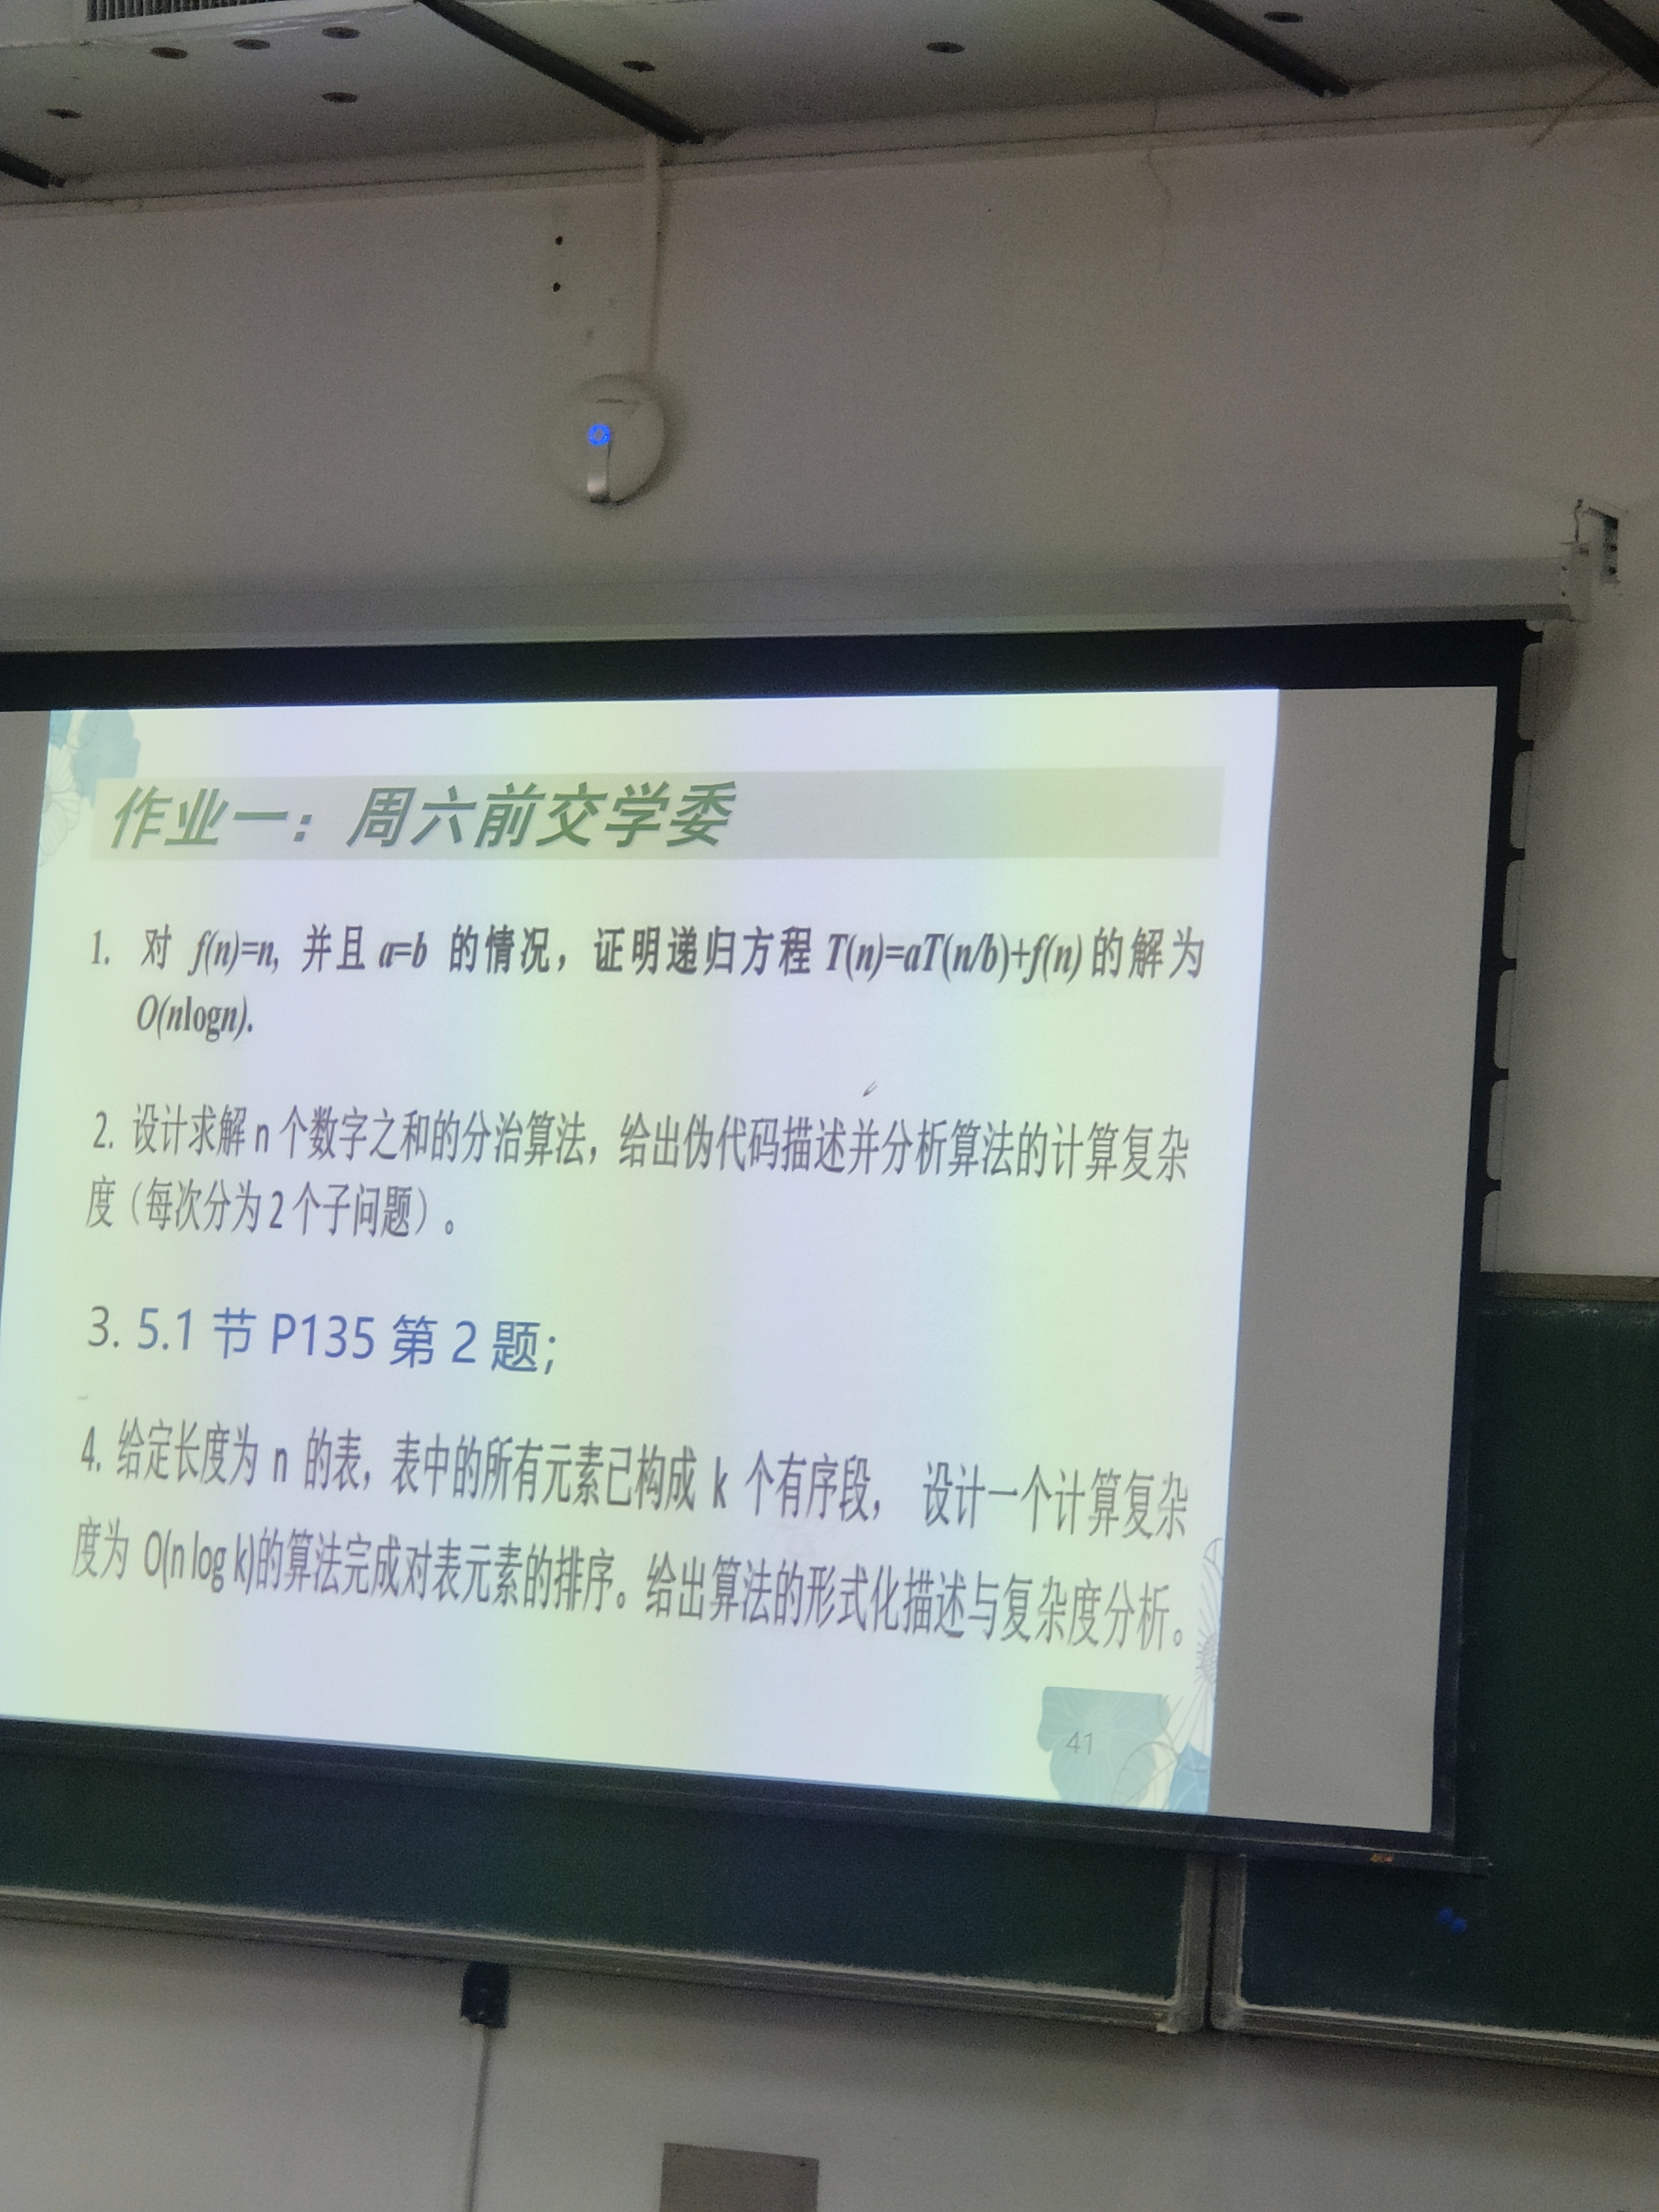 作业一：周六前交学委
1. 对 f(n)=n, 并且 a=b 的情况，证明递归方程 T(n)=aT(n/b)+f(n) 的解为
O(nlogn).
2. 设计求解 n 个数字之和的分治算法，给出伪代码描述并分析算法的计算复杂
度（每次分为 2 个子问题）。
3. 5.1 节 P135 第 2 题;
4. 给定长度为 n 的表，表中的所有元素已构成 k 个有序段， 设计一个计算复杂
度为 O(n log k)的算法完成对表元素的排序。给出算法的形式化描述与复杂度分析。
41